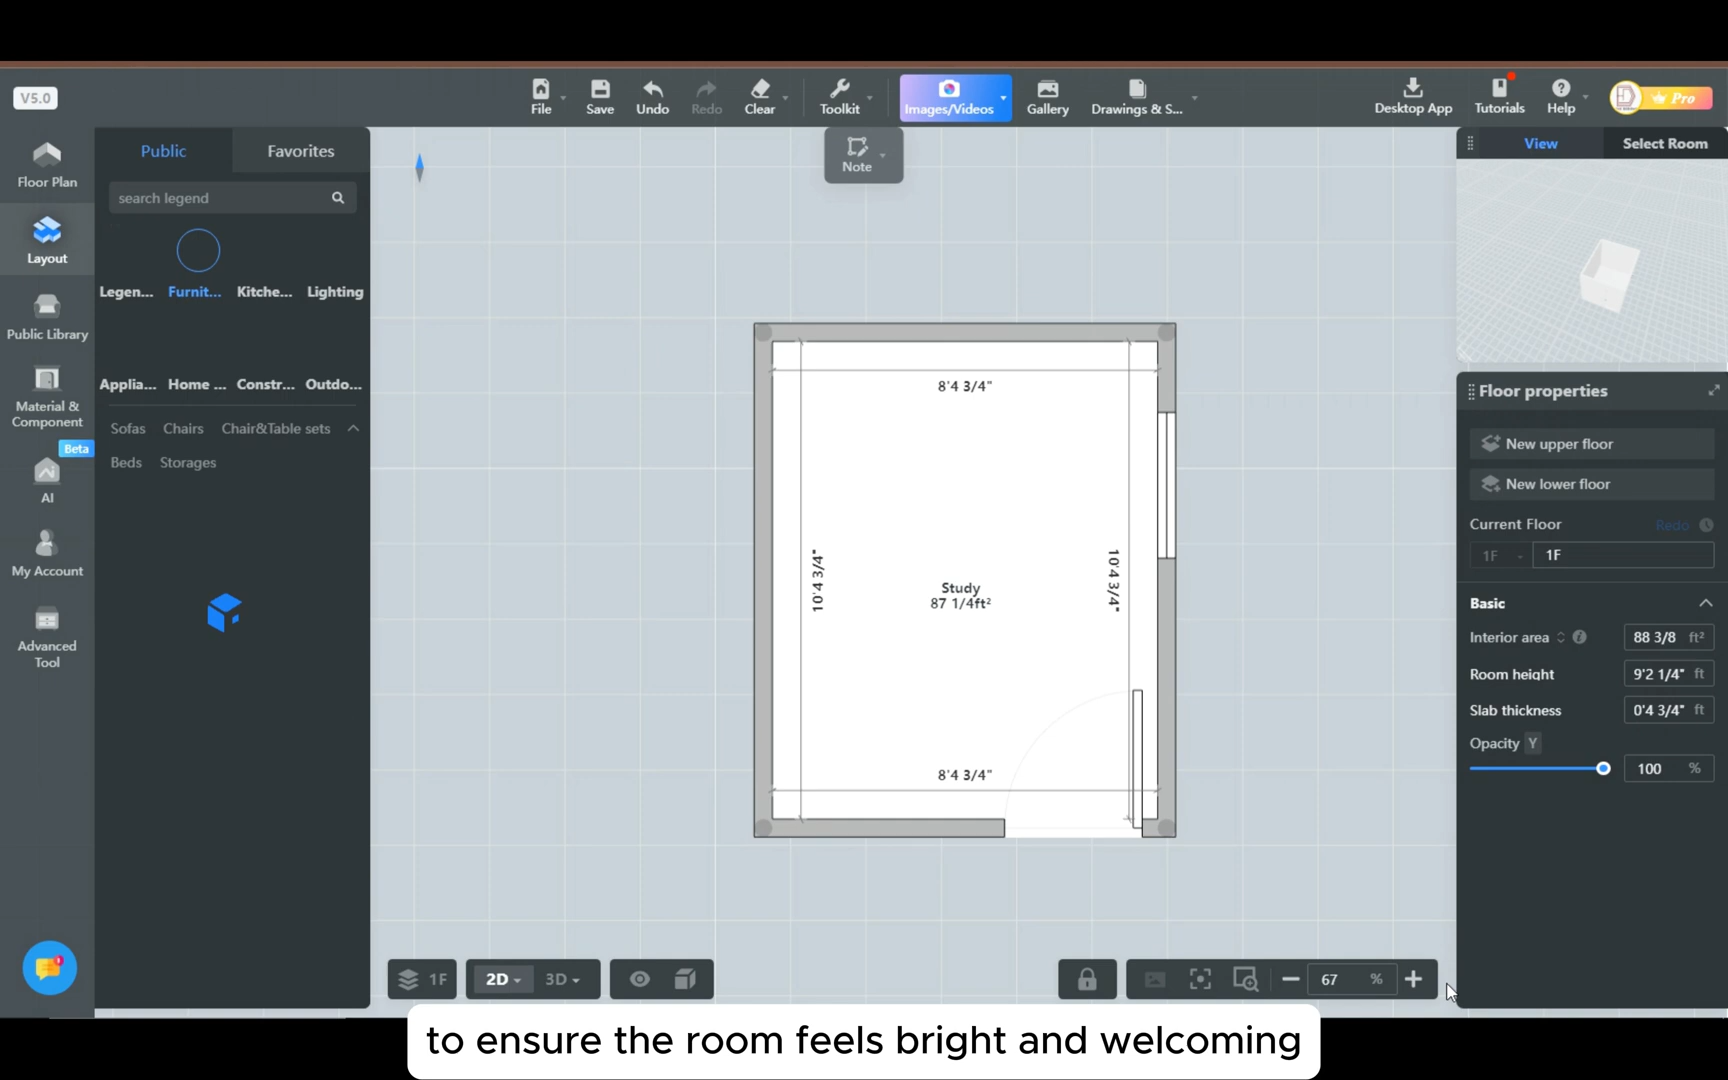 V5.0
File
Save
Undo
Redo
Clear
Toolkit
Images/Videos
Gallery
Drawings & S...
Desktop App
Tutorials
Help
Pro
Note
Floor Plan
Layout
Public Library
Material &
Component
Beta
AI
My Account
Advanced
Tool
Public
Favorites
search legend
Legen...
Furnit...
Kitche...
Lighting
Applia...
Home ...
Constr...
Outdo...
Sofas
Chairs
Chair&Table sets
Beds
Storages
8'4 3/4"
10'4 3/4"
10'4 3/4"
Study
87 1/4ft²
8'4 3/4"
View
Select Room
Floor properties
New upper floor
New lower floor
Current Floor
Redo
1F
1F
Basic
Interior area
88 3/8 ft²
Room height
9'2 1/4" ft
Slab thickness
0'4 3/4" ft
Opacity Y
100 %
1F
2D
3D
67 %
to ensure the room feels bright and welcoming